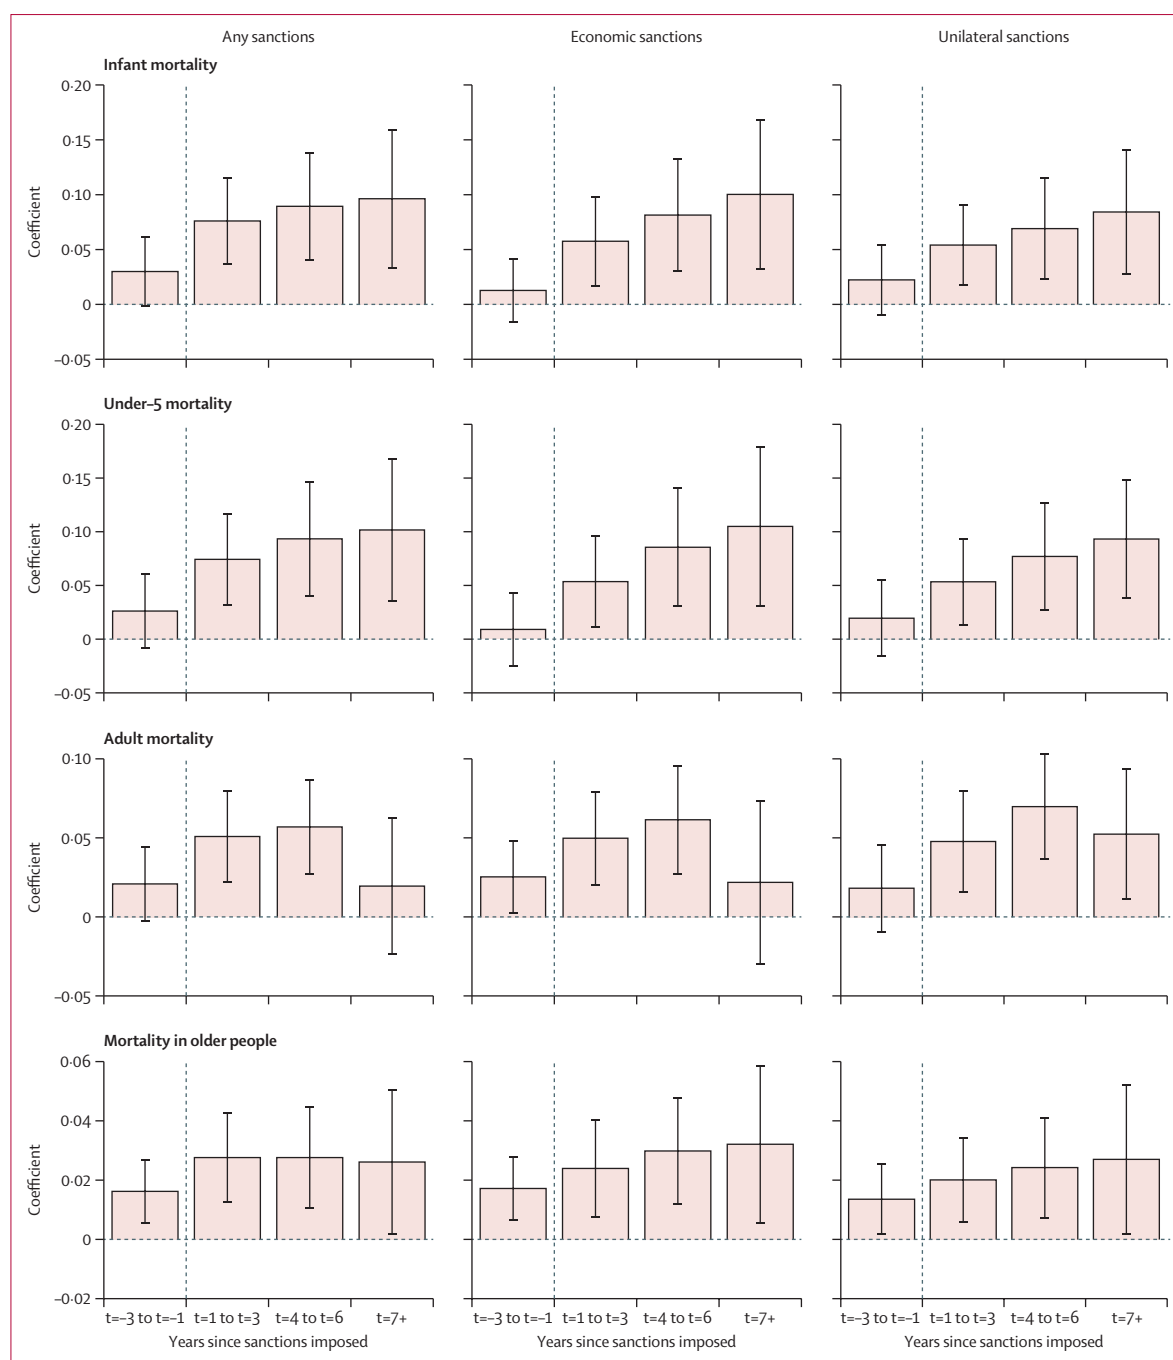 Any sanctions Economic sanctions Unilateral sanctions
Infant mortality
0·20
0·15
0·10
0·05
0
–0·05
Coefficient
Under–5 mortality
0·20
0·15
0·10
0·05
0
–0·05
Coefficient
Adult mortality
0·10
0·05
0
–0·05
Coefficient
Mortality in older people
0·06
0·04
0·02
0
–0·02
Coefficient
t=–3 to t=–1 t=1 to t=3 t=4 to t=6 t=7+ t=–3 to t=–1 t=1 to t=3 t=4 to t=6 t=7+ t=–3 to t=–1 t=1 to t=3 t=4 to t=6 t=7+
Years since sanctions imposed Years since sanctions imposed Years since sanctions imposed